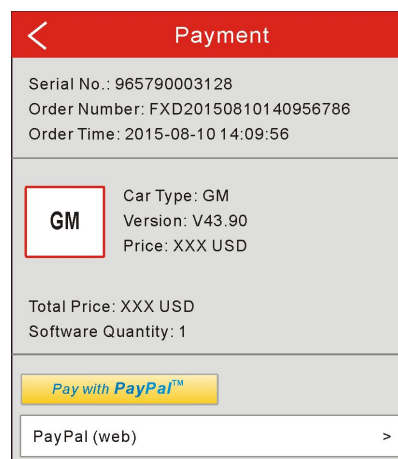 Payment
Serial No.: 965790003128
Order Number: FXD20150810140956786
Order Time: 2015-08-10 14:09:56
GM
Car Type: GM
Version: V43.90
Price: XXX USD
Total Price: XXX USD
Software Quantity: 1
Pay with PayPal™
PayPal (web) >